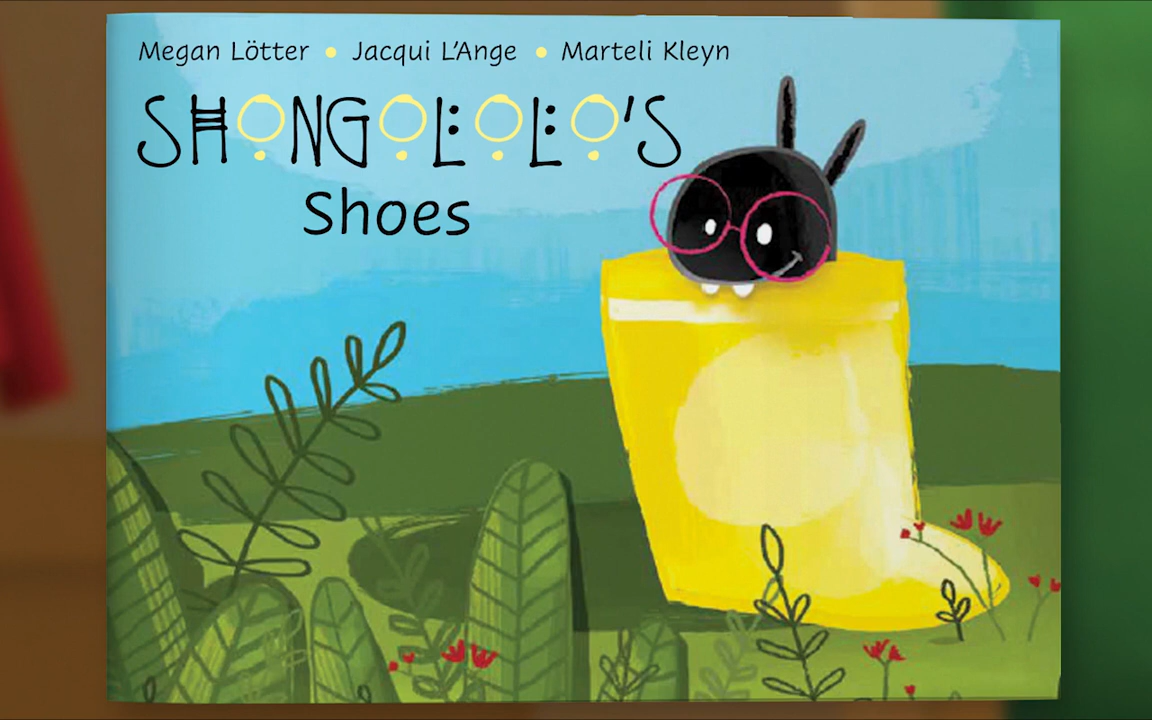 Megan Lötter • Jacqui L'Ange • Marteli Kleyn
SHONGOLOLO'S
Shoes